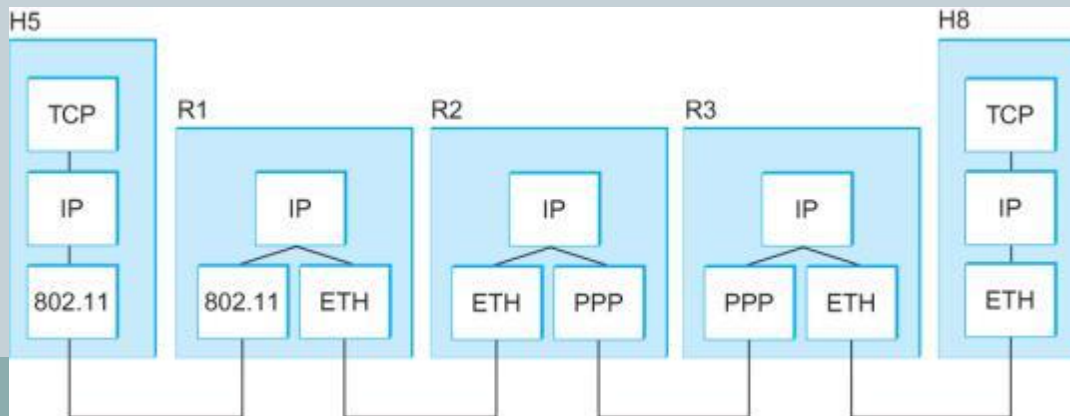 H5
TCP
IP
802.11
R1
IP
802.11 ETH
R2
IP
ETH PPP
R3
IP
PPP ETH
H8
TCP
IP
ETH